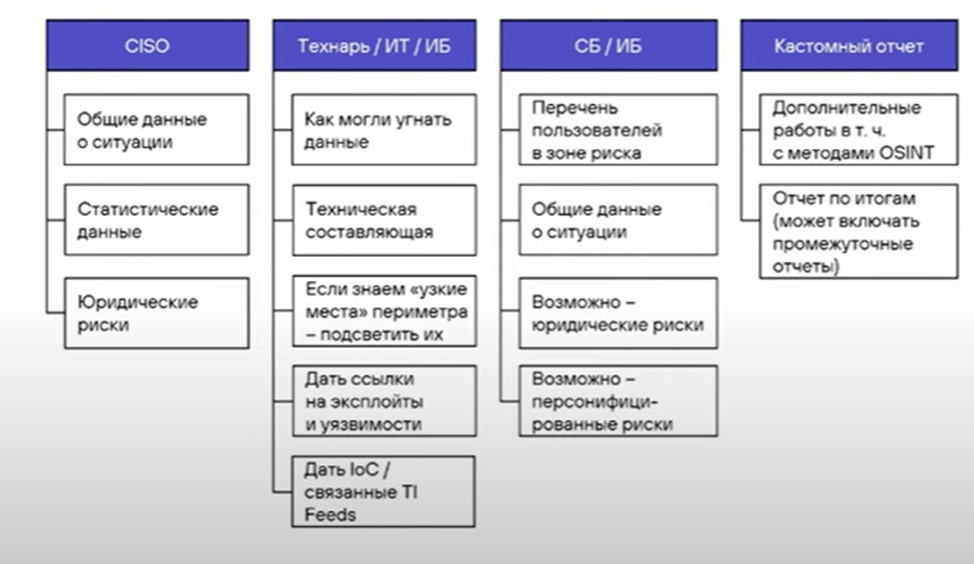 CISO
Общие данные
о ситуации
Статистические
данные
Юридические
риски
Технарь / ИТ / ИБ
Как могли угнать
данные
Техническая
составляющая
Если знаем «узкие
места» периметра
– подсветить их
Дать ссылки
на эксплойты
и уязвимости
Дать IoC /
связанные TI
Feeds
СБ / ИБ
Перечень
пользователей
в зоне риска
Общие данные
о ситуации
Возможно –
юридические риски
Возможно –
персонифици-
рованные риски
Кастомный отчет
Дополнительные
работы в т. ч.
с методами OSINT
Отчет по итогам
(может включать
промежуточные
отчеты)